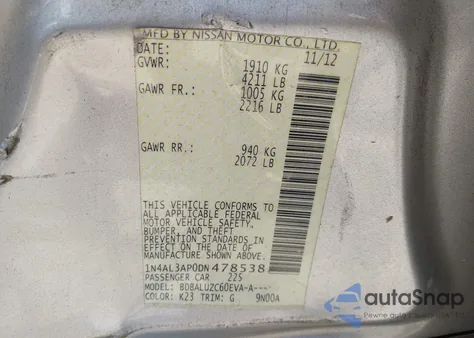 MFD BY NISSAN MOTOR CO., LTD.
DATE: 11/12
GVWR: 1910 KG
4211 LB
GAWR FR.: 1005 KG
2216 LB
GAWR RR.: 940 KG
2072 LB
THIS VEHICLE CONFORMS TO
ALL APPLICABLE FEDERAL
MOTOR VEHICLE SAFETY,
BUMPER, AND THEFT
PREVENTION STANDARDS
IN EFFECT ON THE DATE OF
MANUFACTURE SHOWN ABOVE.
1N4AL3AP0DN478538
PASSENGER CAR 225
MODEL: BDBALUZC60EVA-A---
COLOR: K23 TRIM: G 9N00A
autoSnap